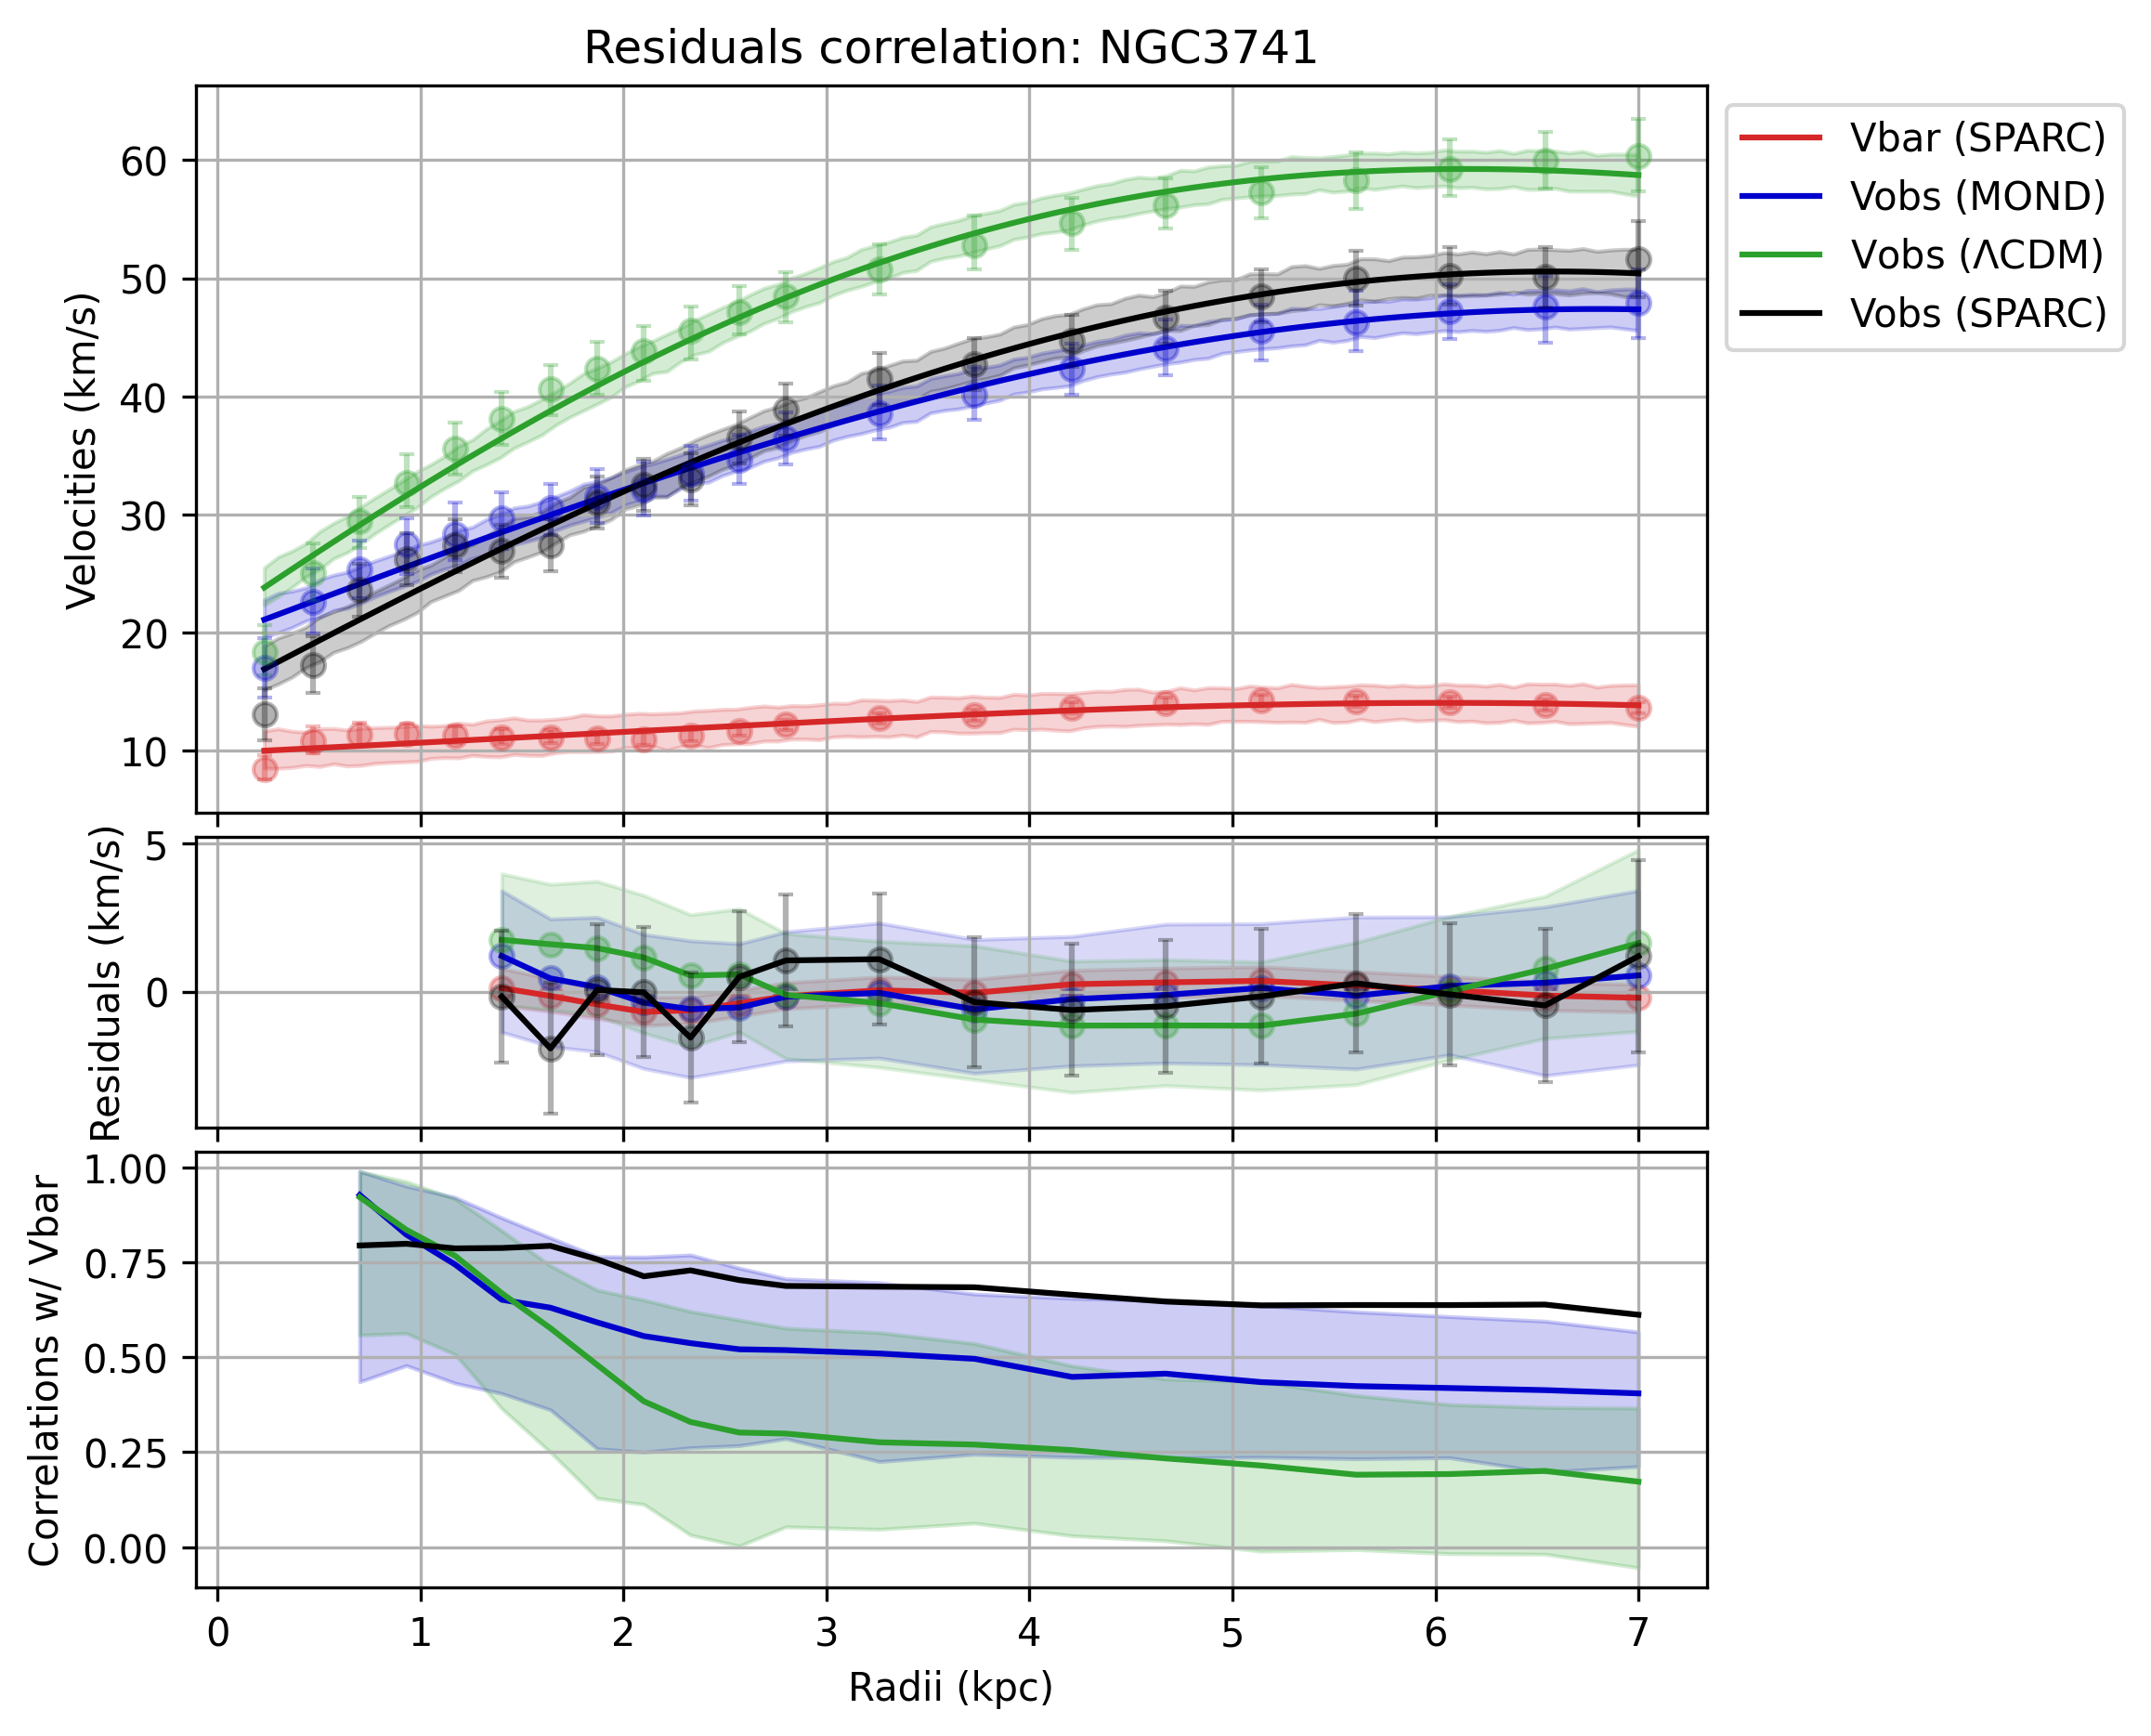 Residuals correlation: NGC3741
Vbar (SPARC)
Vobs (MOND)
Vobs (ΛCDM)
Vobs (SPARC)
Velocities (km/s)
60
50
40
30
20
10
Residuals (km/s)
5
0
Correlations w/ Vbar
1.00
0.75
0.50
0.25
0.00
0 1 2 3 4 5 6 7
Radii (kpc)